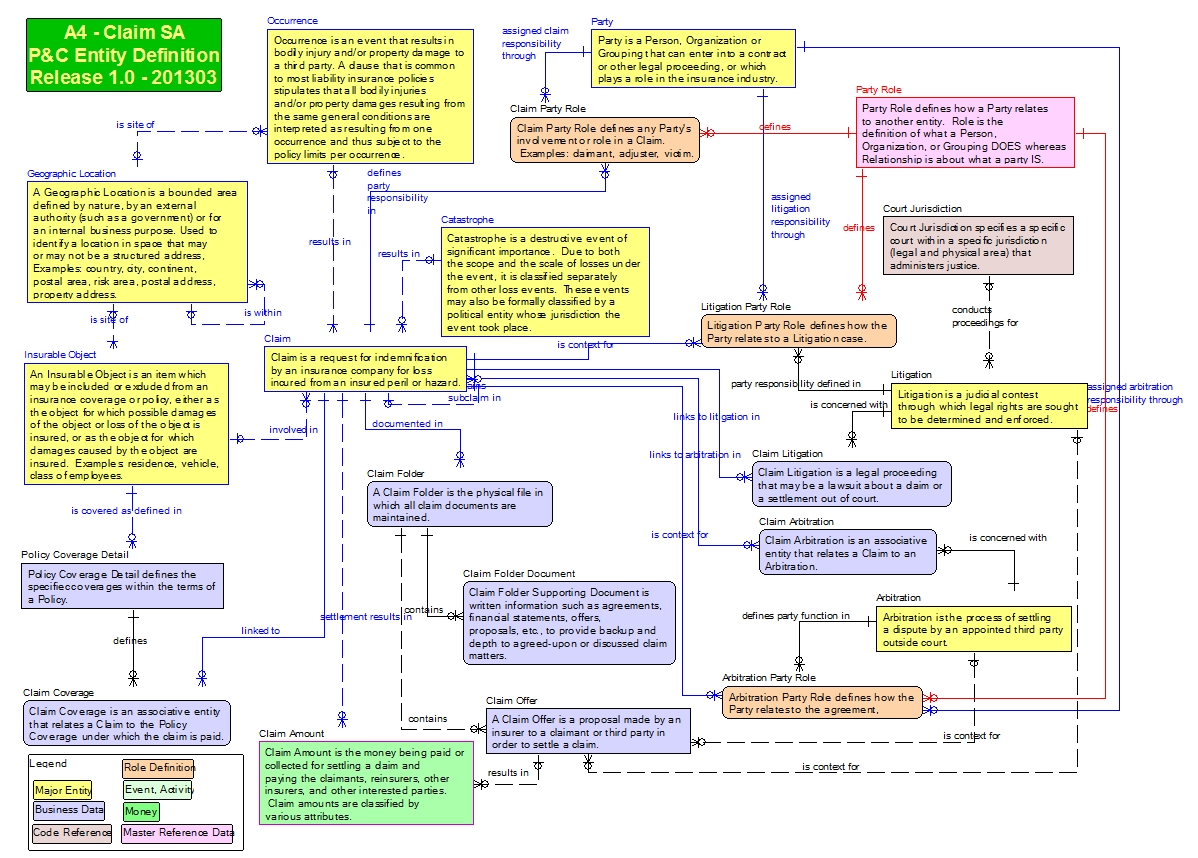 A4 - Claim SA
P&C Entity Definition
Release 1.0 - 201303
Occurrence
Occurrence is an event that results in
bodily injury and/or property damage to
a third party. A clause that is common
to most liability insurance policies
stipulates that all bodily injuries
and/or property damages resulting from
the same general conditions are
interpreted as resulting from one
occurrence and thus subject to the
policy limits per occurrence.
assigned claim
responsibility
through
Party
Party is a Person, Organization or
Grouping that can enter into a contract
or other legal proceeding, or which
plays a role in the insurance industry.
Claim Party Role
Claim Party Role defines any Party's
involvement or role in a Claim.
Examples: claimant, adjuster, victim.
defines
Party Role
Party Role defines how a Party relates
to another entity. Role is the
definition of what a Person,
Organization, or Grouping DOES whereas
Relationship is about what a party IS.
is site of
Geographic Location
A Geographic Location is a bounded area
defined by nature, by an external
authority (such as a government) or for
an internal business purpose. Used to
identify a location in space that may
or may not be a structured address,
Examples: country, city, continent,
postal area, risk area, postal address,
property address.
is within
is site of
defines
party
responsibility
in
results in
results in
Catastrophe
Catastrophe is a destructive event of
significant importance. Due to both
the scope and the scale of losses under
the event, it is classified separately
from other loss events. These events
may also be formally classified by a
political entity whose jurisdiction the
event took place.
assigned
litigation
responsibility
through
defines
Court Jurisdiction
Court Jurisdiction specifies a specific
court within a specific jurisdiction
(legal and physical area) that
administers justice.
conducts
proceedings for
Litigation Party Role
Litigation Party Role defines how the
Party relates to a Litigation case.
is context for
Claim
Claim is a request for indemnification
by an insurance company for loss
incured from an insured peril or hazard.
subclaim in
Insurable Object
An Insurable Object is an item which
may be included or excluded from an
insurance coverage or policy, either as
the object for which possible damages
of the object or loss of the object is
insured, or as the object for which
damages caused by the object are
insured. Examples: residence, vehicle,
class of employees.
involved in
documented in
party responsibility defined in
is concerned with
Litigation
Litigation is a judicial contest
through which legal rights are sought
to be determined and enforced.
assigned arbitration
responsibility through
defines
links to litigation in
links to arbitration in
Claim Litigation
Claim Litigation is a legal proceeding
that may be a lawsuit about a claim or
a settlement out of court.
Claim Folder
A Claim Folder is the physical file in
which all claim documents are
maintained.
is covered as defined in
is context for
Claim Arbitration
Claim Arbitration is an associative
entity that relates a Claim to an
Arbitration.
is concerned with
Policy Coverage Detail
Policy Coverage Detail defines the
specific coverages within the terms of
a Policy.
defines
Claim Folder Document
Claim Folder Supporting Document is
written information such as agreements,
financial statements, offers,
proposals, etc., to provide backup and
depth to agreed-upon or discussed claim
matters.
settlement results in
contains
linked to
defines party function in
Arbitration
Arbitration is the process of settling
a dispute by an appointed third party
outside court.
Arbitration Party Role
Arbitration Party Role defines how the
Party relates to the agreement,
Claim Coverage
Claim Coverage is an associative entity
that relates a Claim to the Policy
Coverage under which the claim is paid.
contains
Claim Offer
A Claim Offer is a proposal made by an
insurer to a claimant or third party in
order to settle a claim.
is context for
is context for
results in
Claim Amount
Claim Amount is the money being paid or
collected for settling a claim and
paying the claimants, reinsurers, other
insurers, and other interested parties.
Claim amounts are classified by
various attributes.
Legend
Role Definition
Major Entity
Event, Activity
Business Data
Money
Code Reference
Master Reference Data